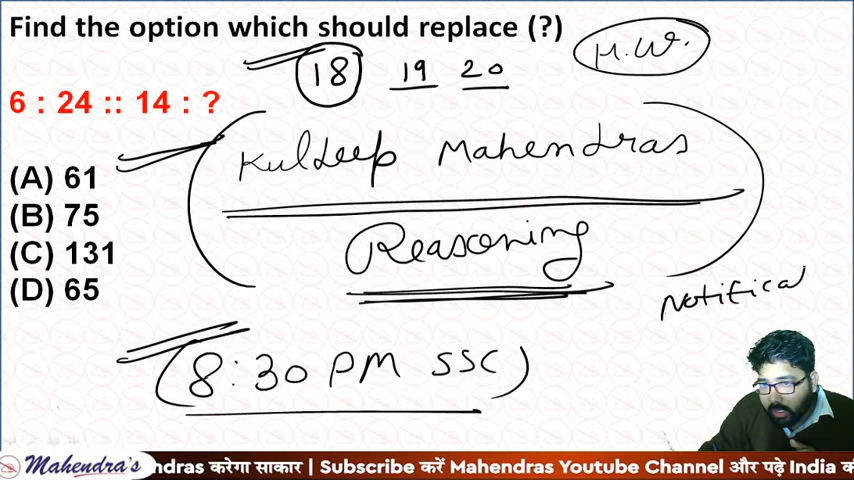 Find the option which should replace (?)
H.W.
18 19 20
6 : 24 :: 14 : ?
Kuldeep Mahendras
(A) 61
(B) 75
Reasoning
(C) 131
(D) 65
Notifica
(8:30 PM SSC)
Mahendra's
ndras करेगा साकार | Subscribe करें Mahendras Youtube Channel और पढ़े India क